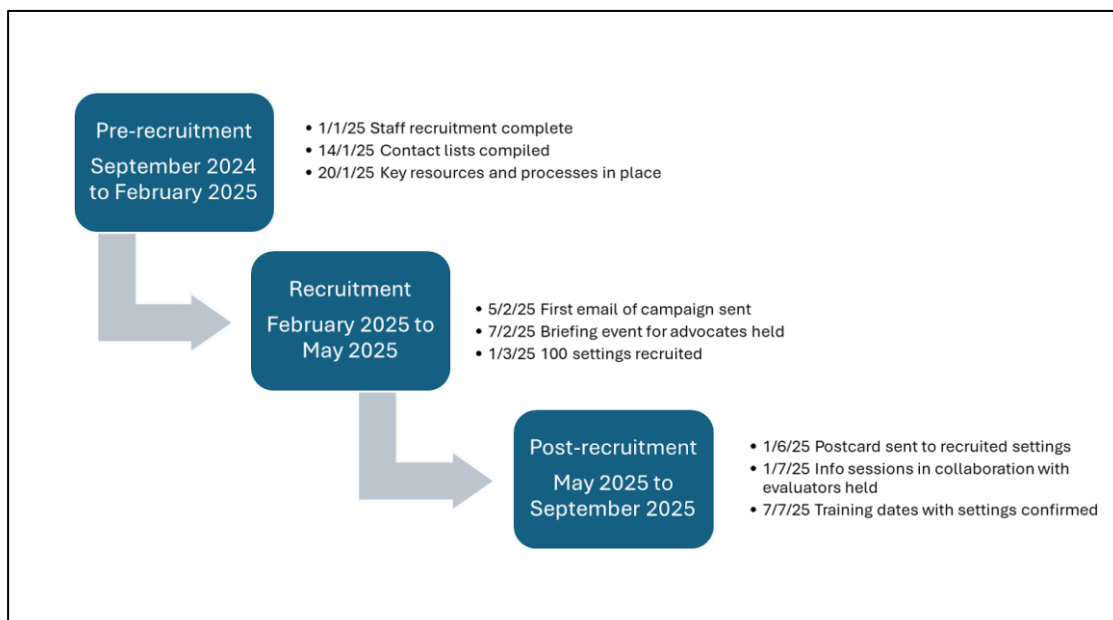 Pre-recruitment
September 2024
to February 2025
• 1/1/25 Staff recruitment complete
• 14/1/25 Contact lists compiled
• 20/1/25 Key resources and processes in place
Recruitment
February 2025 to
May 2025
• 5/2/25 First email of campaign sent
• 7/2/25 Briefing event for advocates held
• 1/3/25 100 settings recruited
Post-recruitment
May 2025 to
September 2025
• 1/6/25 Postcard sent to recruited settings
• 1/7/25 Info sessions in collaboration with
evaluators held
• 7/7/25 Training dates with settings confirmed